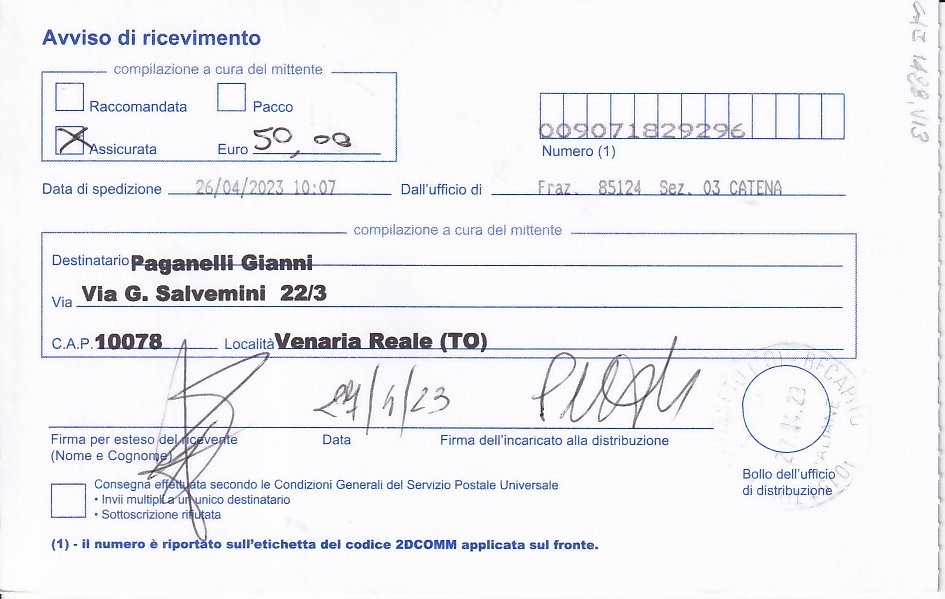 Avviso di ricevimento
compilazione a cura del mittente
Raccomandata Pacco
Assicurata Euro 50,00
009071829296
Numero (1)
Data di spedizione 26/04/2023 10:07 Dall'ufficio di Fraz. 85124 Sez. 03 CATENA
compilazione a cura del mittente
Destinatario Paganelli Gianni
Via Via G. Salvemini 22/3
C.A.P. 10078 Località Venaria Reale (TO)
27/4/23
Firma per esteso del ricevente Data Firma dell'incaricato alla distribuzione
(Nome e Cognome)
RECAPITO
Bollo dell'ufficio
di distribuzione
Consegna effettuata secondo le Condizioni Generali del Servizio Postale Universale
• Invii multipli a un unico destinatario
• Sottoscrizione rifiutata
(1) - il numero è riportato sull'etichetta del codice 2DCOMM applicata sul fronte.